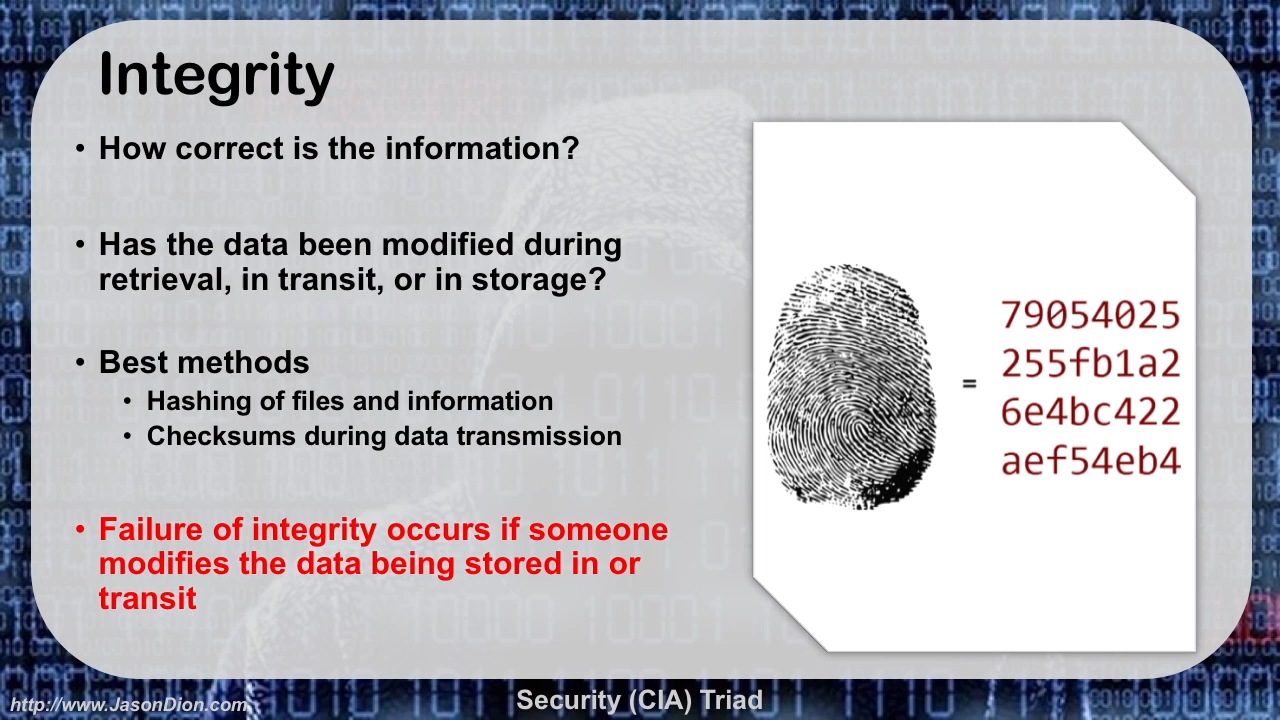 Integrity
• How correct is the information?
• Has the data been modified during
retrieval, in transit, or in storage?
• Best methods
• Hashing of files and information
• Checksums during data transmission
• Failure of integrity occurs if someone
modifies the data being stored in or
transit
79054025
255fb1a2
=
6e4bc422
aef54eb4
http://www.JasonDion.com
Security (CIA) Triad